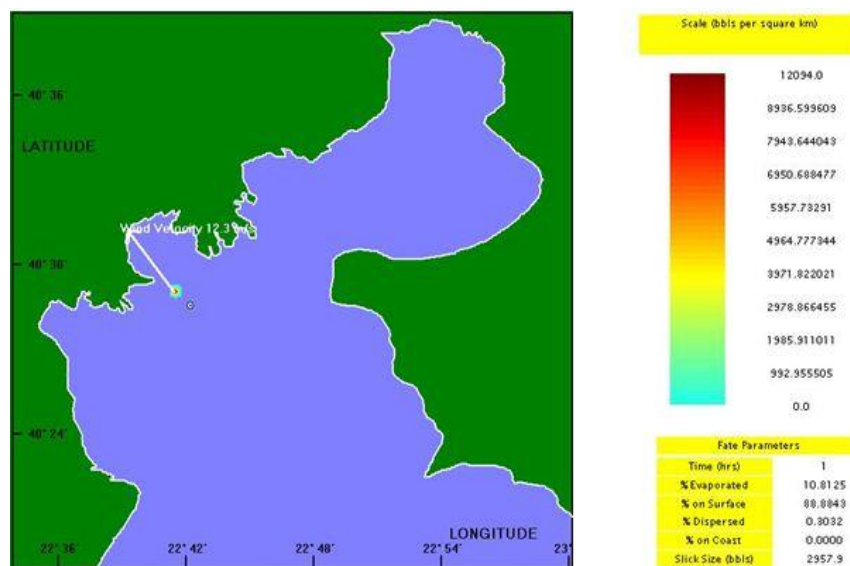 40° 36'
LATITUDE
Wind Velocity 12.3
40° 30'
40° 24'
LONGITUDE
22° 36' 22° 42' 22° 48' 22° 54' 23°
Scale (bbls per square km)
12094.0
8936.599609
7943.644043
6950.688477
5957.73291
4964.777344
3971.822021
2978.866455
1985.911011
992.955505
0.0
Fate Parameters
Time (hrs) 1
% Evaporated 10.8125
% on Surface 88.8843
% Dispersed 0.3032
% on Coast 0.0000
Slick Size (bbls) 2957.9